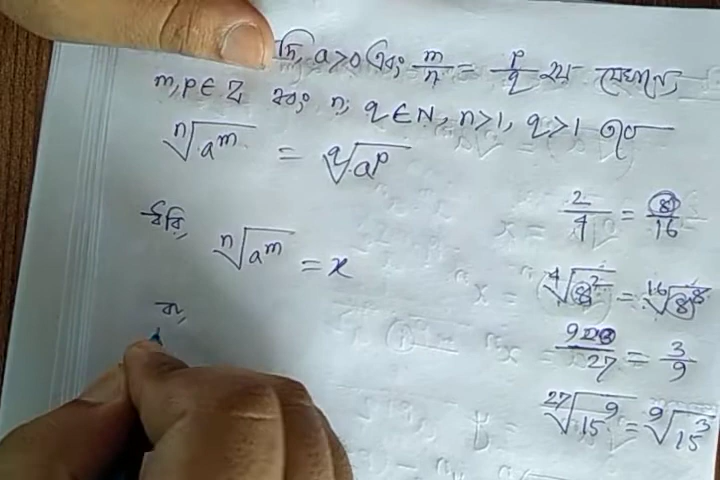 যদি, a>0 এবং m/n = p/q হয় যেখানে,
m,p∈Z এবং n, q∈N, n>1, q>1 তবে
ⁿ√aᵐ = ᑫ√aᵖ
ধরি, ⁿ√aᵐ = x
বা,
2/4 = 8/16
⁴√8² = ¹⁶√8⁸
9/27 = 3/9
²⁷√15⁹ = ⁹√15³